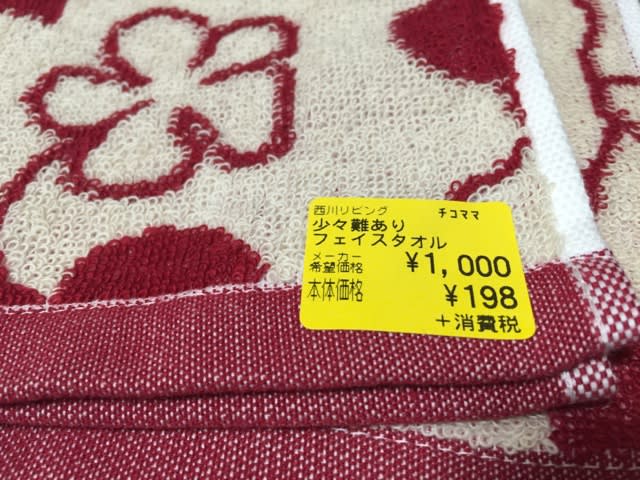 西川リビング チコママ
少々難あり
フェイスタオル
メーカー
希望価格 ¥1,000
本体価格 ¥198
+消費税